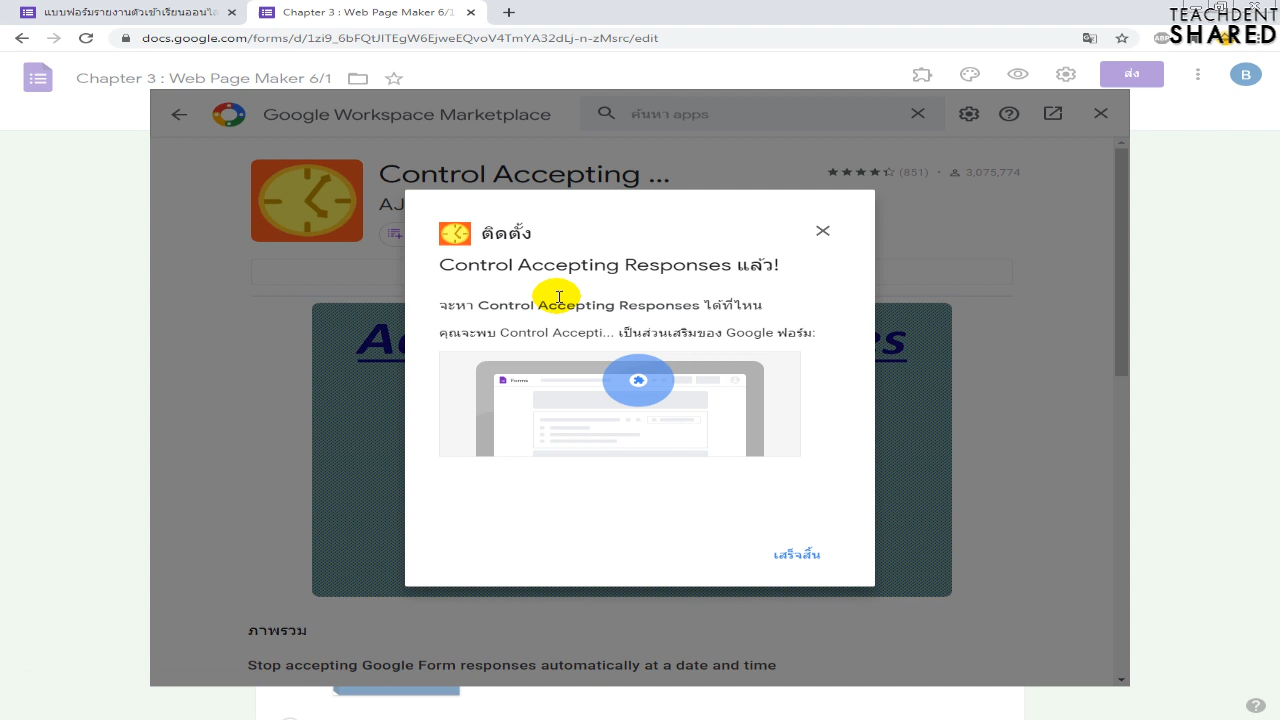 แบบฟอร์มรายงานตัวเข้าเรียนออนไล
Chapter 3 : Web Page Maker 6/1
TEACHDENT
SHARED
docs.google.com/forms/d/1zi9_6bFQtJITEgW6EjweECoV4TmYA32dLj-n-zMsrc/edit
Chapter 3 : Web Page Maker 6/1
ส่ง
B
Google Workspace Marketplace
ค้นหา apps
Control Accepting ...
(851)
3,075,774
AJ
ติดตั้ง
Control Accepting Responses แล้ว!
จะหา Control Accepting Responses ได้ที่ไหน
คุณจะพบ Control Accepti... เป็นส่วนเสริมของ Google ฟอร์ม:
Forms
เสร็จสิ้น
ภาพรวม
Stop accepting Google Form responses automatically at a date and time